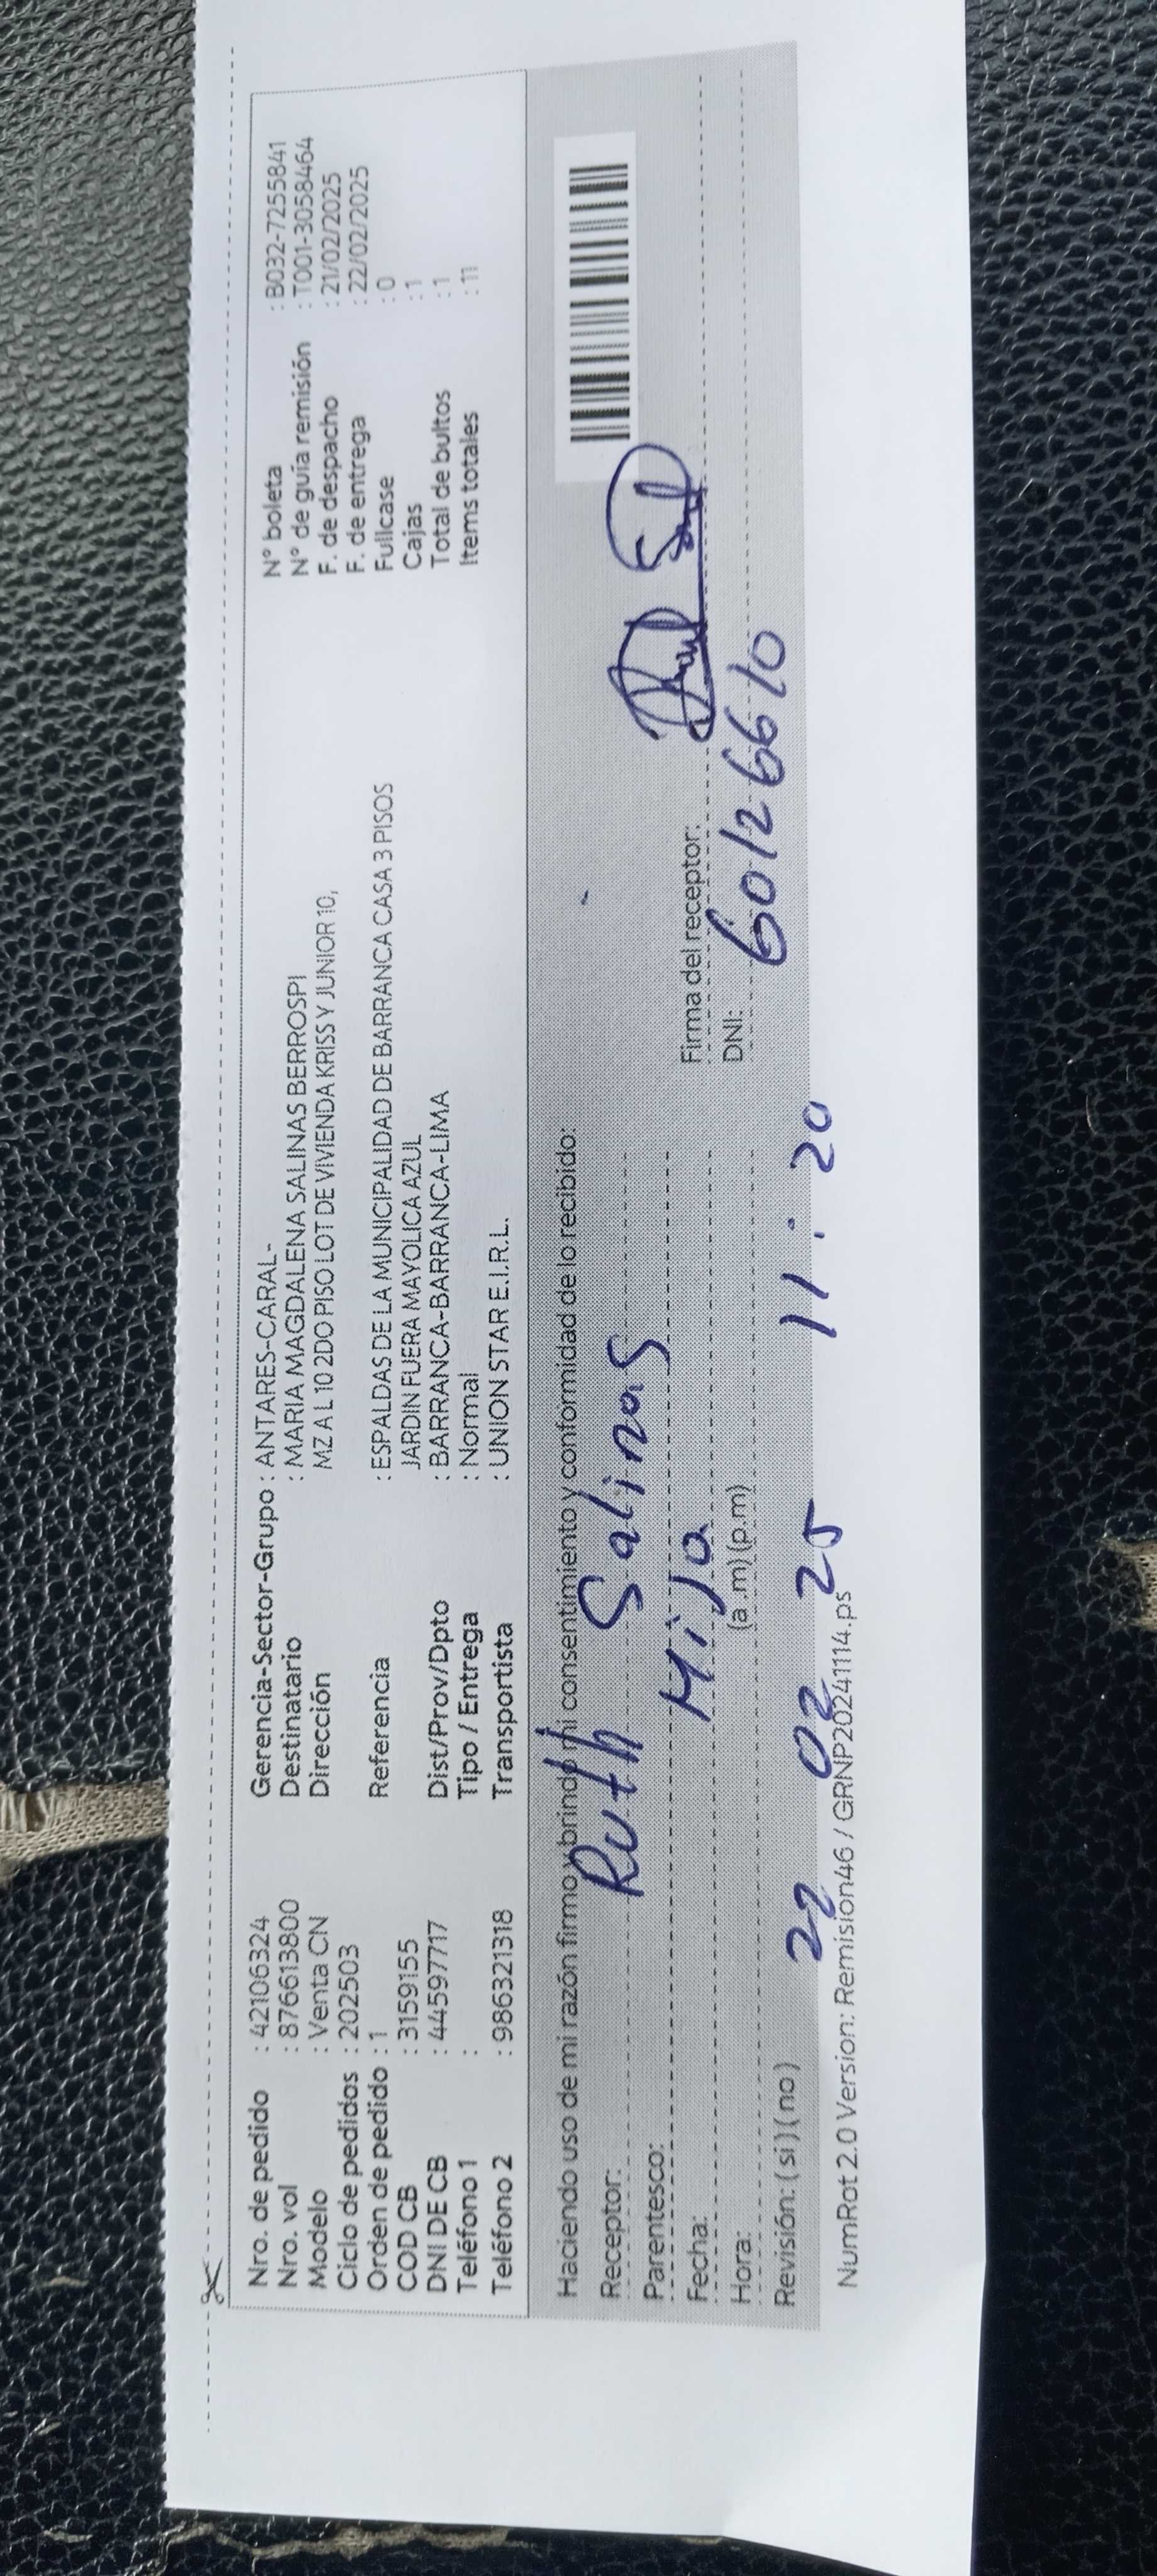 Nro. de pedido : 42106324 Gerencia-Sector-Grupo : ANTARES-CARAL- N° boleta : B032-7255841
Nro. vol : 876613800 Destinatario : MARIA MAGDALENA SALINAS BERROSPI N° de guía remisión : T001-3058464
Modelo : Venta CN Dirección MZ A L 10 2DO PISO LOT DE VIVIENDA KRISS Y JUNIOR 10, F. de despacho : 21/02/2025
Ciclo de pedidos : 202503 F. de entrega : 22/02/2025
Orden de pedido : 1 Referencia : ESPALDAS DE LA MUNICIPALIDAD DE BARRANCA CASA 3 PISOS Fullcase : 0
COD CB : 3159155 JARDIN FUERA MAYOLICA AZUL Cajas : 1
DNI DE CB : 44597717 Dist/Prov/Dpto : BARRANCA-BARRANCA-LIMA Total de bultos : 1
Teléfono 1 : Tipo / Entrega : Normal Items totales : 11
Teléfono 2 : 986321318 Transportista : UNION STAR E.I.R.L.
Haciendo uso de mi razón firmo y brindo mi consentimiento y conformidad de lo recibido:
Receptor: Ruth Salinas
Parentesco: Hija
Fecha: Firma del receptor:
Hora: (a .m) (p.m) DNI: 60126610
Revisión: ( si ) ( no ) 22 02 25 11 : 20
NumRot 2.0 Version: Remision46 / GRNP20241114.ps